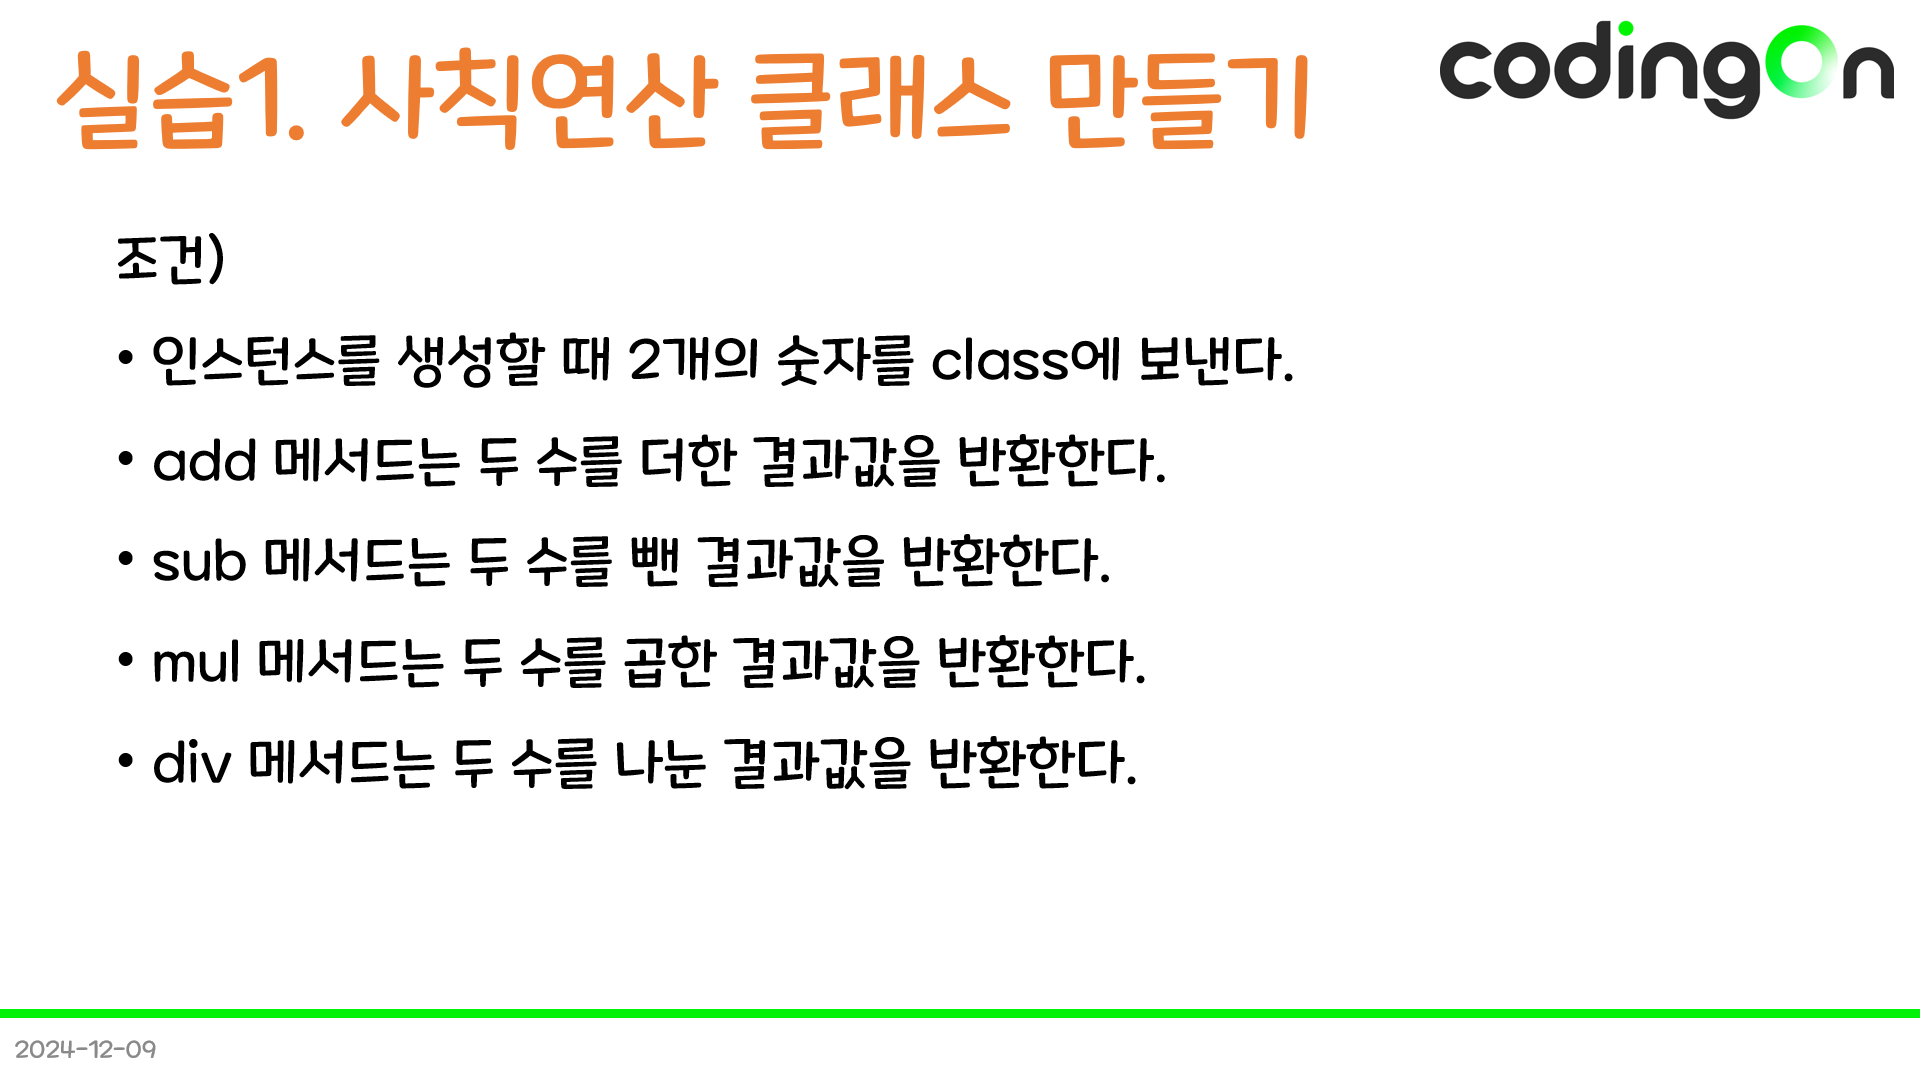 실습1. 사칙연산 클래스 만들기
codingOn
조건)
• 인스턴스를 생성할 때 2개의 숫자를 class에 보낸다.
• add 메서드는 두 수를 더한 결과값을 반환한다.
• sub 메서드는 두 수를 뺀 결과값을 반환한다.
• mul 메서드는 두 수를 곱한 결과값을 반환한다.
• div 메서드는 두 수를 나눈 결과값을 반환한다.
2024-12-09